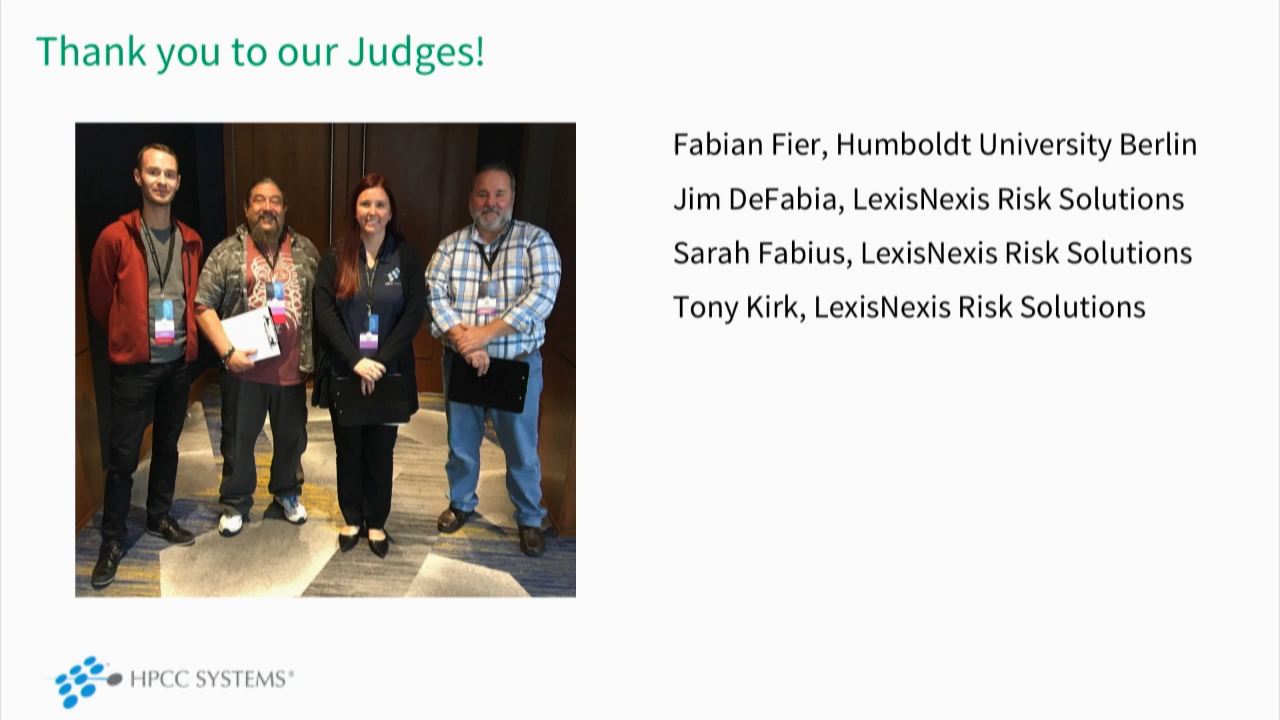 Thank you to our Judges!
Fabian Fier, Humboldt University Berlin
Jim DeFabia, LexisNexis Risk Solutions
Sarah Fabius, LexisNexis Risk Solutions
Tony Kirk, LexisNexis Risk Solutions
HPCC SYSTEMS®